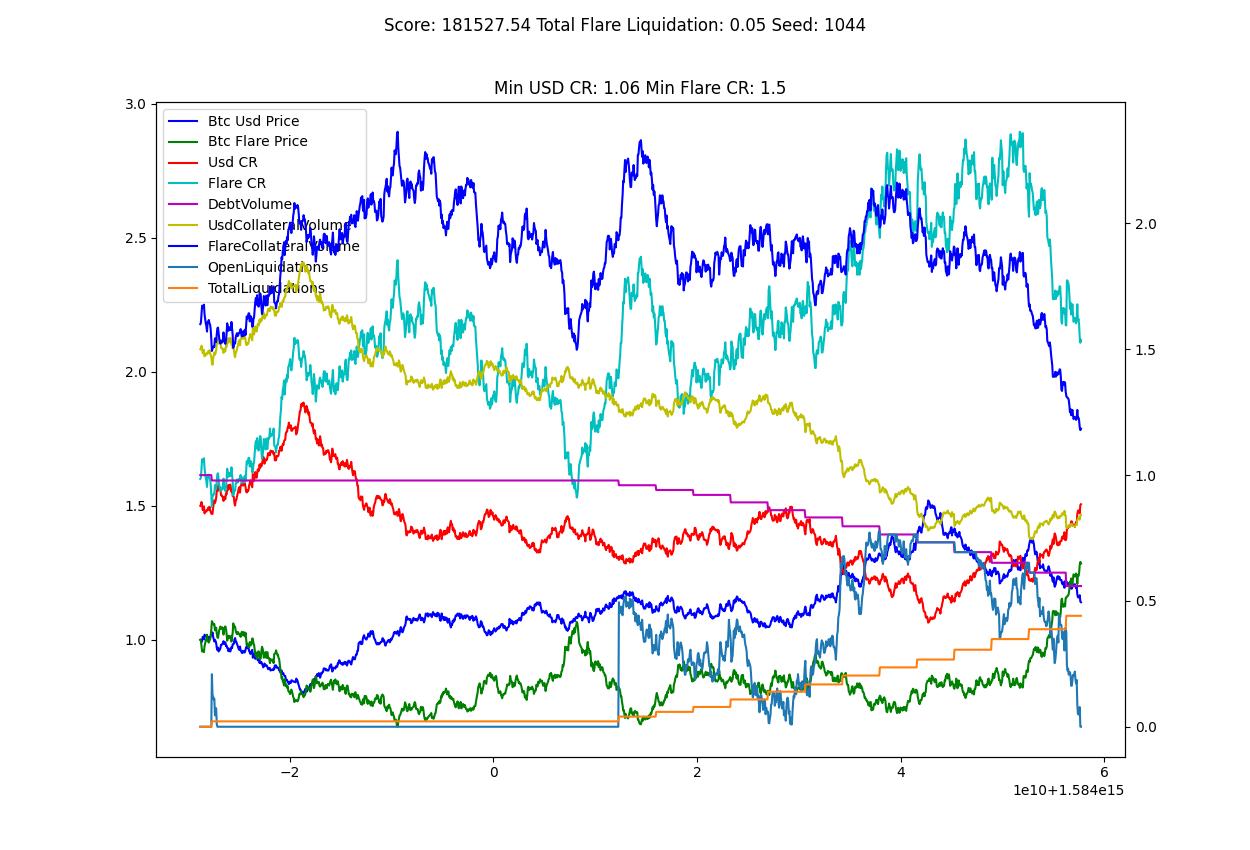 Score: 181527.54 Total Flare Liquidation: 0.05 Seed: 1044
Min USD CR: 1.06 Min Flare CR: 1.5
3.0
2.5
2.0
1.5
1.0
Btc Usd Price
Btc Flare Price
Usd CR
Flare CR
DebtVolume
UsdCollateralVolume
FlareCollateralVolume
OpenLiquidations
TotalLiquidations
2.0
1.5
1.0
0.5
0.0
−2 0 2 4 6
1e10+1.584e15